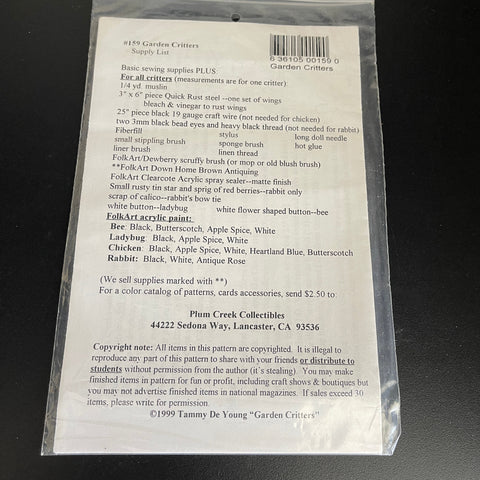 #159 Garden Critters
Supply List
6 36105 00159 0
Garden Critters
Basic sewing supplies PLUS:
For all critters (measurements are for one critter):
1/4 yd. muslin
3" x 6" piece Quick Rust steel --one set of wings
bleach & vinegar to rust wings
25" piece black 19 gauge craft wire (not needed for chicken)
two 3mm black bead eyes and heavy black thread (not needed for rabbit)
Fiberfill stylus long doll needle
small stippling brush sponge brush hot glue
liner brush linen thread
FolkArt/Dewberry scruffy brush (or mop or old blush brush)
**FolkArt Down Home Brown Antiquing
FolkArt Clearcote Acrylic spray sealer--matte finish
Small rusty tin star and sprig of red berries--rabbit only
scrap of calico--rabbit's bow tie
white button--ladybug white flower shaped button--bee
FolkArt acrylic paint:
Bee: Black, Butterscotch, Apple Spice, White
Ladybug: Black, Apple Spice, White
Chicken: Black, Apple Spice, White, Heartland Blue, Butterscotch
Rabbit: Black, White, Antique Rose
(We sell supplies marked with **)
For a color catalog of patterns, cards accessories, send $2.50 to:
Plum Creek Collectibles
44222 Sedona Way, Lancaster, CA 93536
Copyright note: All items in this pattern are copyrighted. It is illegal to
reproduce any part of this pattern to share with your friends or distribute to
students without permission from the author (it's stealing). You may make
finished items in pattern for fun or profit, including craft shows & boutiques but
you may not advertise finished items in national magazines. If sales exceed 30
items, please write for permission.
©1999 Tammy De Young "Garden Critters"